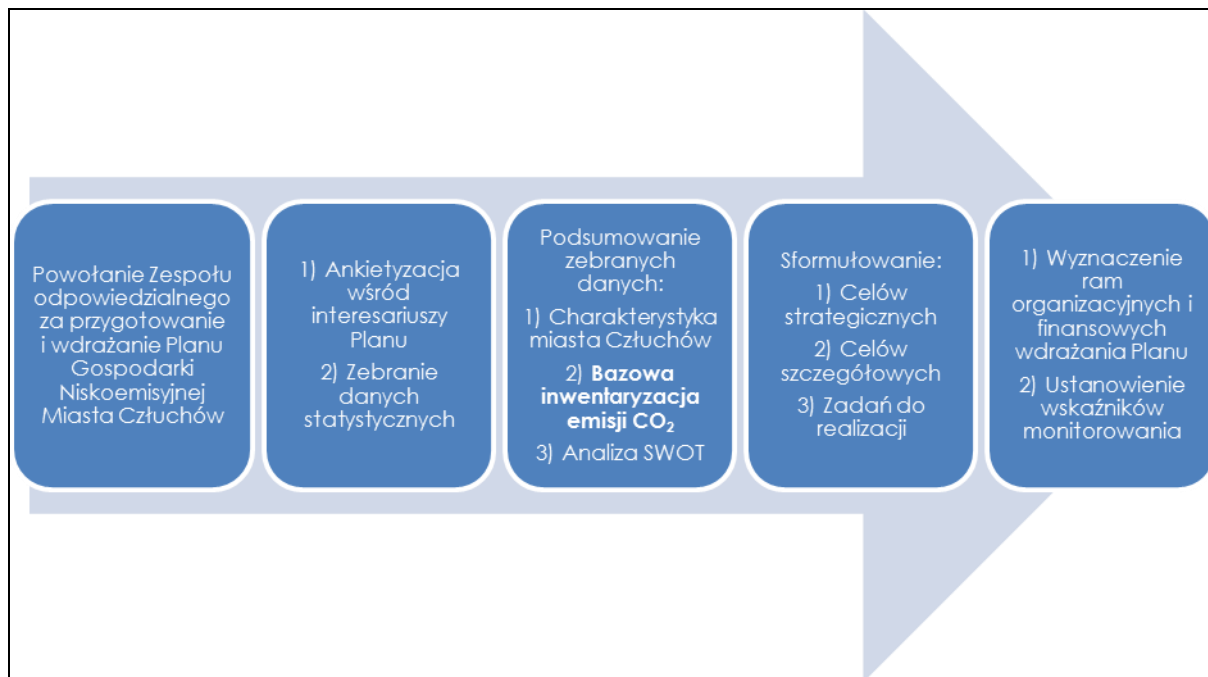 Powołanie Zespołu
odpowiedzialnego
za przygotowanie
i wdrażanie Planu
Gospodarki
Niskoemisyjnej
Miasta Człuchów
1) Ankietyzacja
wśród
interesariuszy
Planu
2) Zebranie
danych
statystycznych
Podsumowanie
zebranych
danych:
1) Charakterystyka
miasta Człuchów
2) Bazowa
inwentaryzacja
emisji CO₂
3) Analiza SWOT
Sformułowanie:
1) Celów
strategicznych
2) Celów
szczegółowych
3) Zadań do
realizacji
1) Wyznaczenie
ram
organizacyjnych i
finansowych
wdrażania Planu
2) Ustanowienie
wskaźników
monitorowania